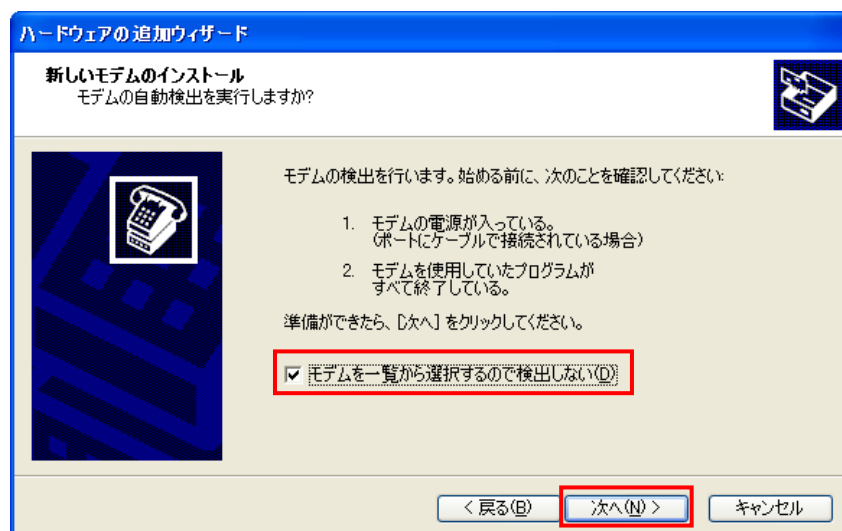 ハードウェアの追加ウィザード
新しいモデムのインストール
モデムの自動検出を実行しますか?
モデムの検出を行います。始める前に、次のことを確認してください:
1. モデムの電源が入っている。
(ポートにケーブルで接続されている場合)
2. モデムを使用していたプログラムが
すべて終了している。
準備ができたら、[次へ] をクリックしてください。
モデムを一覧から選択するので検出しない(D)
< 戻る(B) 次へ(N) > キャンセル